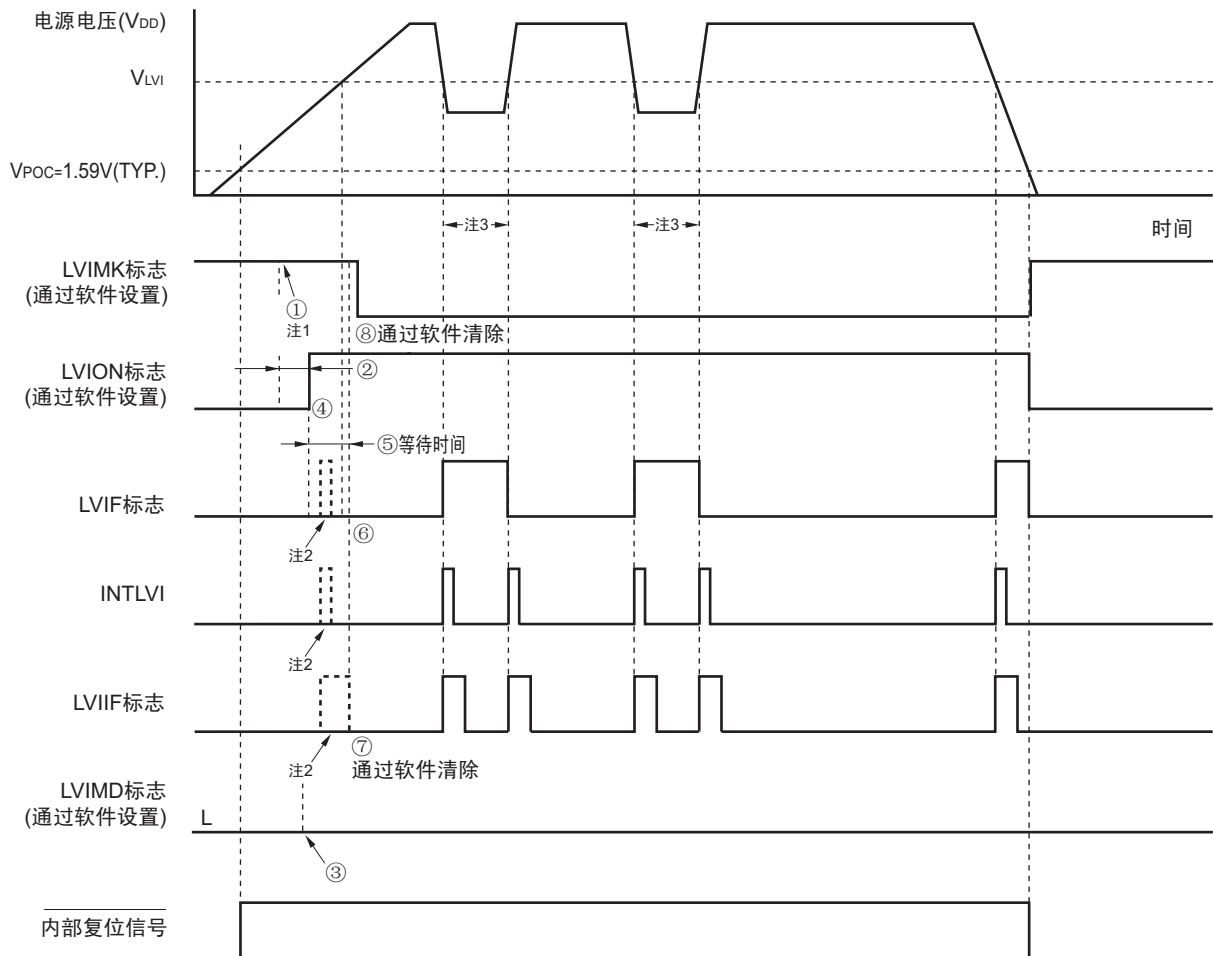 电源电压(VDD)
VLVI
VPOC=1.59V(TYP.)
注3
注3
时间
LVIMK标志
(通过软件设置)
①
注1
⑧通过软件清除
LVION标志
(通过软件设置)
②
④
⑤等待时间
LVIF标志
注2
⑥
INTLVI
注2
LVIIF标志
注2
⑦
通过软件清除
LVIMD标志
(通过软件设置)
L
③
内部复位信号